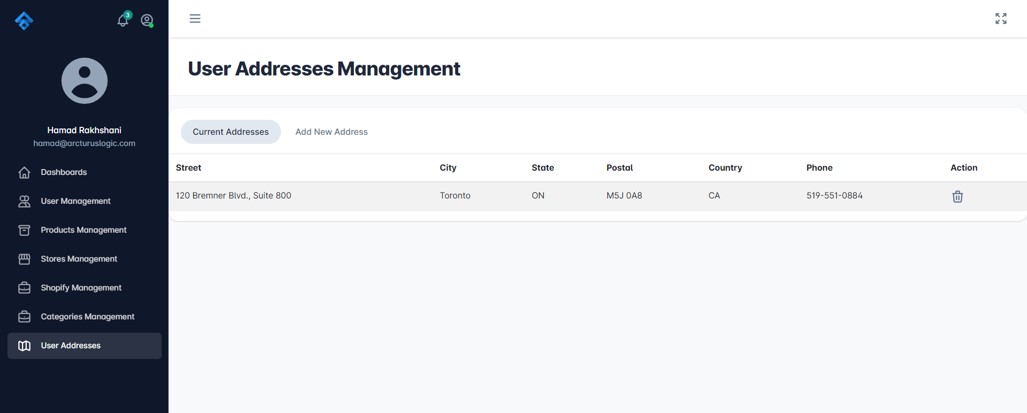 3
Hamad Rakhshani
hamad@arcturuslogic.com
Dashboards
User Management
Products Management
Stores Management
Shopify Management
Categories Management
User Addresses
User Addresses Management
Current Addresses Add New Address
Street City State Postal Country Phone Action
120 Bremner Blvd., Suite 800 Toronto ON M5J 0A8 CA 519-551-0884